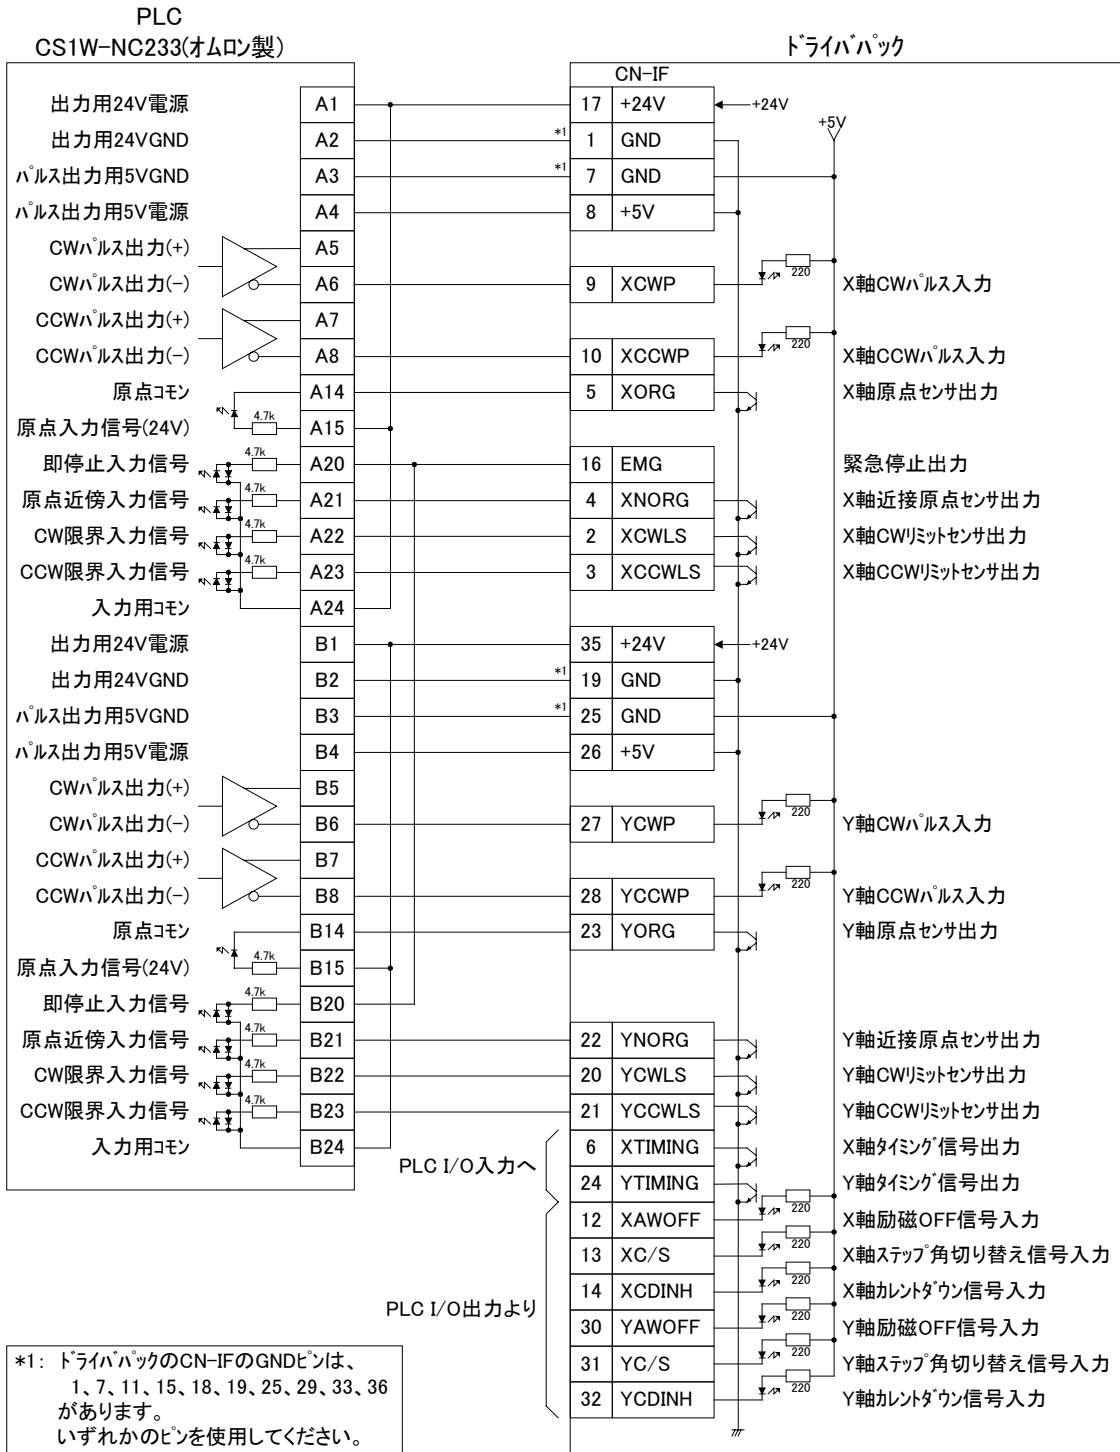 PLC
CS1W-NC233(オムロン製)
ドライバパック
CN-IF
出力用24V電源 A1 17 +24V +24V
+5V
出力用24VGND A2 *1 1 GND
パルス出力用5VGND A3 *1 7 GND
パルス出力用5V電源 A4 8 +5V
CWパルス出力(+) A5
220
CWパルス出力(-) A6 9 XCWP X軸CWパルス入力
CCWパルス出力(+) A7
220
CCWパルス出力(-) A8 10 XCCWP X軸CCWパルス入力
原点コモン A14 5 XORG X軸原点センサ出力
原点入力信号(24V) 4.7k A15
即停止入力信号 4.7k A20 16 EMG 緊急停止出力
原点近傍入力信号 4.7k A21 4 XNORG X軸近接原点センサ出力
CW限界入力信号 4.7k A22 2 XCWLS X軸CWリミットセンサ出力
CCW限界入力信号 4.7k A23 3 XCCWLS X軸CCWリミットセンサ出力
入力用コモン A24
出力用24V電源 B1 35 +24V +24V
出力用24VGND B2 *1 19 GND
パルス出力用5VGND B3 *1 25 GND
パルス出力用5V電源 B4 26 +5V
CWパルス出力(+) B5
220
CWパルス出力(-) B6 27 YCWP Y軸CWパルス入力
CCWパルス出力(+) B7
220
CCWパルス出力(-) B8 28 YCCWP Y軸CCWパルス入力
原点コモン B14 23 YORG Y軸原点センサ出力
原点入力信号(24V) 4.7k B15
即停止入力信号 4.7k B20
原点近傍入力信号 4.7k B21 22 YNORG Y軸近接原点センサ出力
CW限界入力信号 4.7k B22 20 YCWLS Y軸CWリミットセンサ出力
CCW限界入力信号 4.7k B23 21 YCCWLS Y軸CCWリミットセンサ出力
入力用コモン B24 6 XTIMING X軸タイミング信号出力
PLC I/O入力へ
24 YTIMING Y軸タイミング信号出力
12 XAWOFF 220 X軸励磁OFF信号入力
13 XC/S 220 X軸ステップ角切り替え信号入力
14 XCDINH 220 X軸カレントダウン信号入力
PLC I/O出力より
30 YAWOFF 220 Y軸励磁OFF信号入力
31 YC/S 220 Y軸ステップ角切り替え信号入力
32 YCDINH 220 Y軸カレントダウン信号入力
*1: ドライバパックのCN-IFのGNDピンは、
1、7、11、15、18、19、25、29、33、36
があります。
いずれかのピンを使用してください。